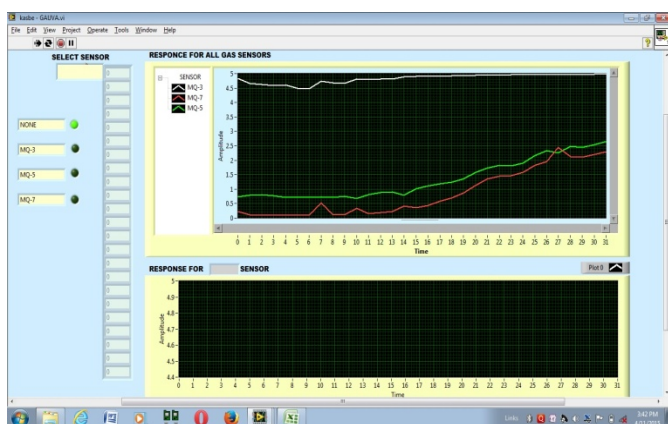 kasbe - GAUVA.vi
File Edit View Project Operate Tools Window Help
SELECT SENSOR
NONE
MQ-3
MQ-5
MQ-7
RESPONCE FOR ALL GAS SENSORS
SENSOR
MQ-3
MQ-7
MQ-5
Amplitude
5
4.5
4
3.5
3
2.5
2
1.5
1
0.5
0
0 1 2 3 4 5 6 7 8 9 10 11 12 13 14 15 16 17 18 19 20 21 22 23 24 25 26 27 28 29 30 31
Time
RESPONSE FOR SENSOR
Plot 0
Amplitude
5
4.9
4.8
4.7
4.6
4.5
4.4
0 1 2 3 4 5 6 7 8 9 10 11 12 13 14 15 16 17 18 19 20 21 22 23 24 25 26 27 28 29 30 31
Time
Links
3:42 PM